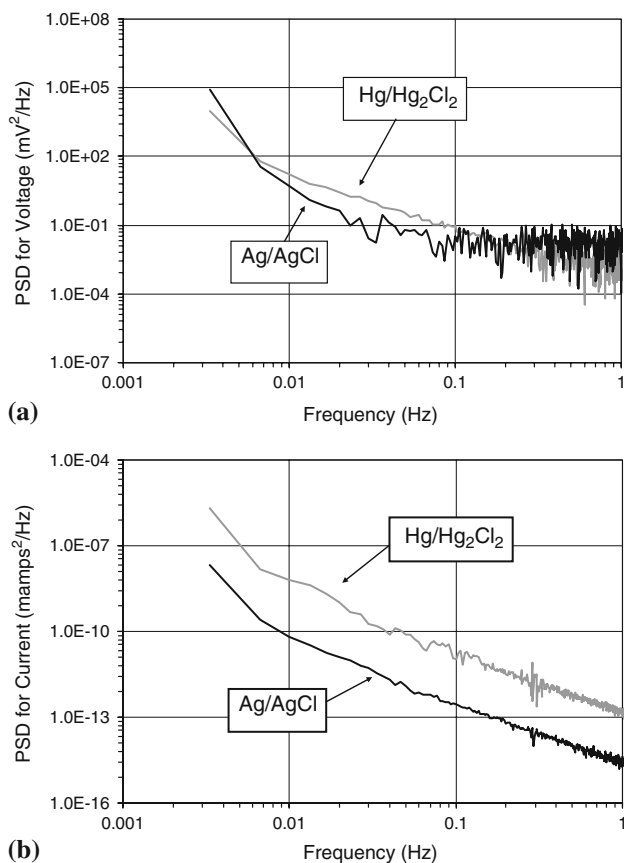 1.0E+08
1.0E+05
1.0E+02
1.0E-01
1.0E-04
1.0E-07
PSD for Voltage (mV²/Hz)
Hg/Hg₂Cl₂
Ag/AgCl
0.001 0.01 0.1 1
Frequency (Hz)
(a)
1.0E-04
1.0E-07
1.0E-10
1.0E-13
1.0E-16
PSD for Current (mamps²/Hz)
Hg/Hg₂Cl₂
Ag/AgCl
0.001 0.01 0.1 1
Frequency (Hz)
(b)